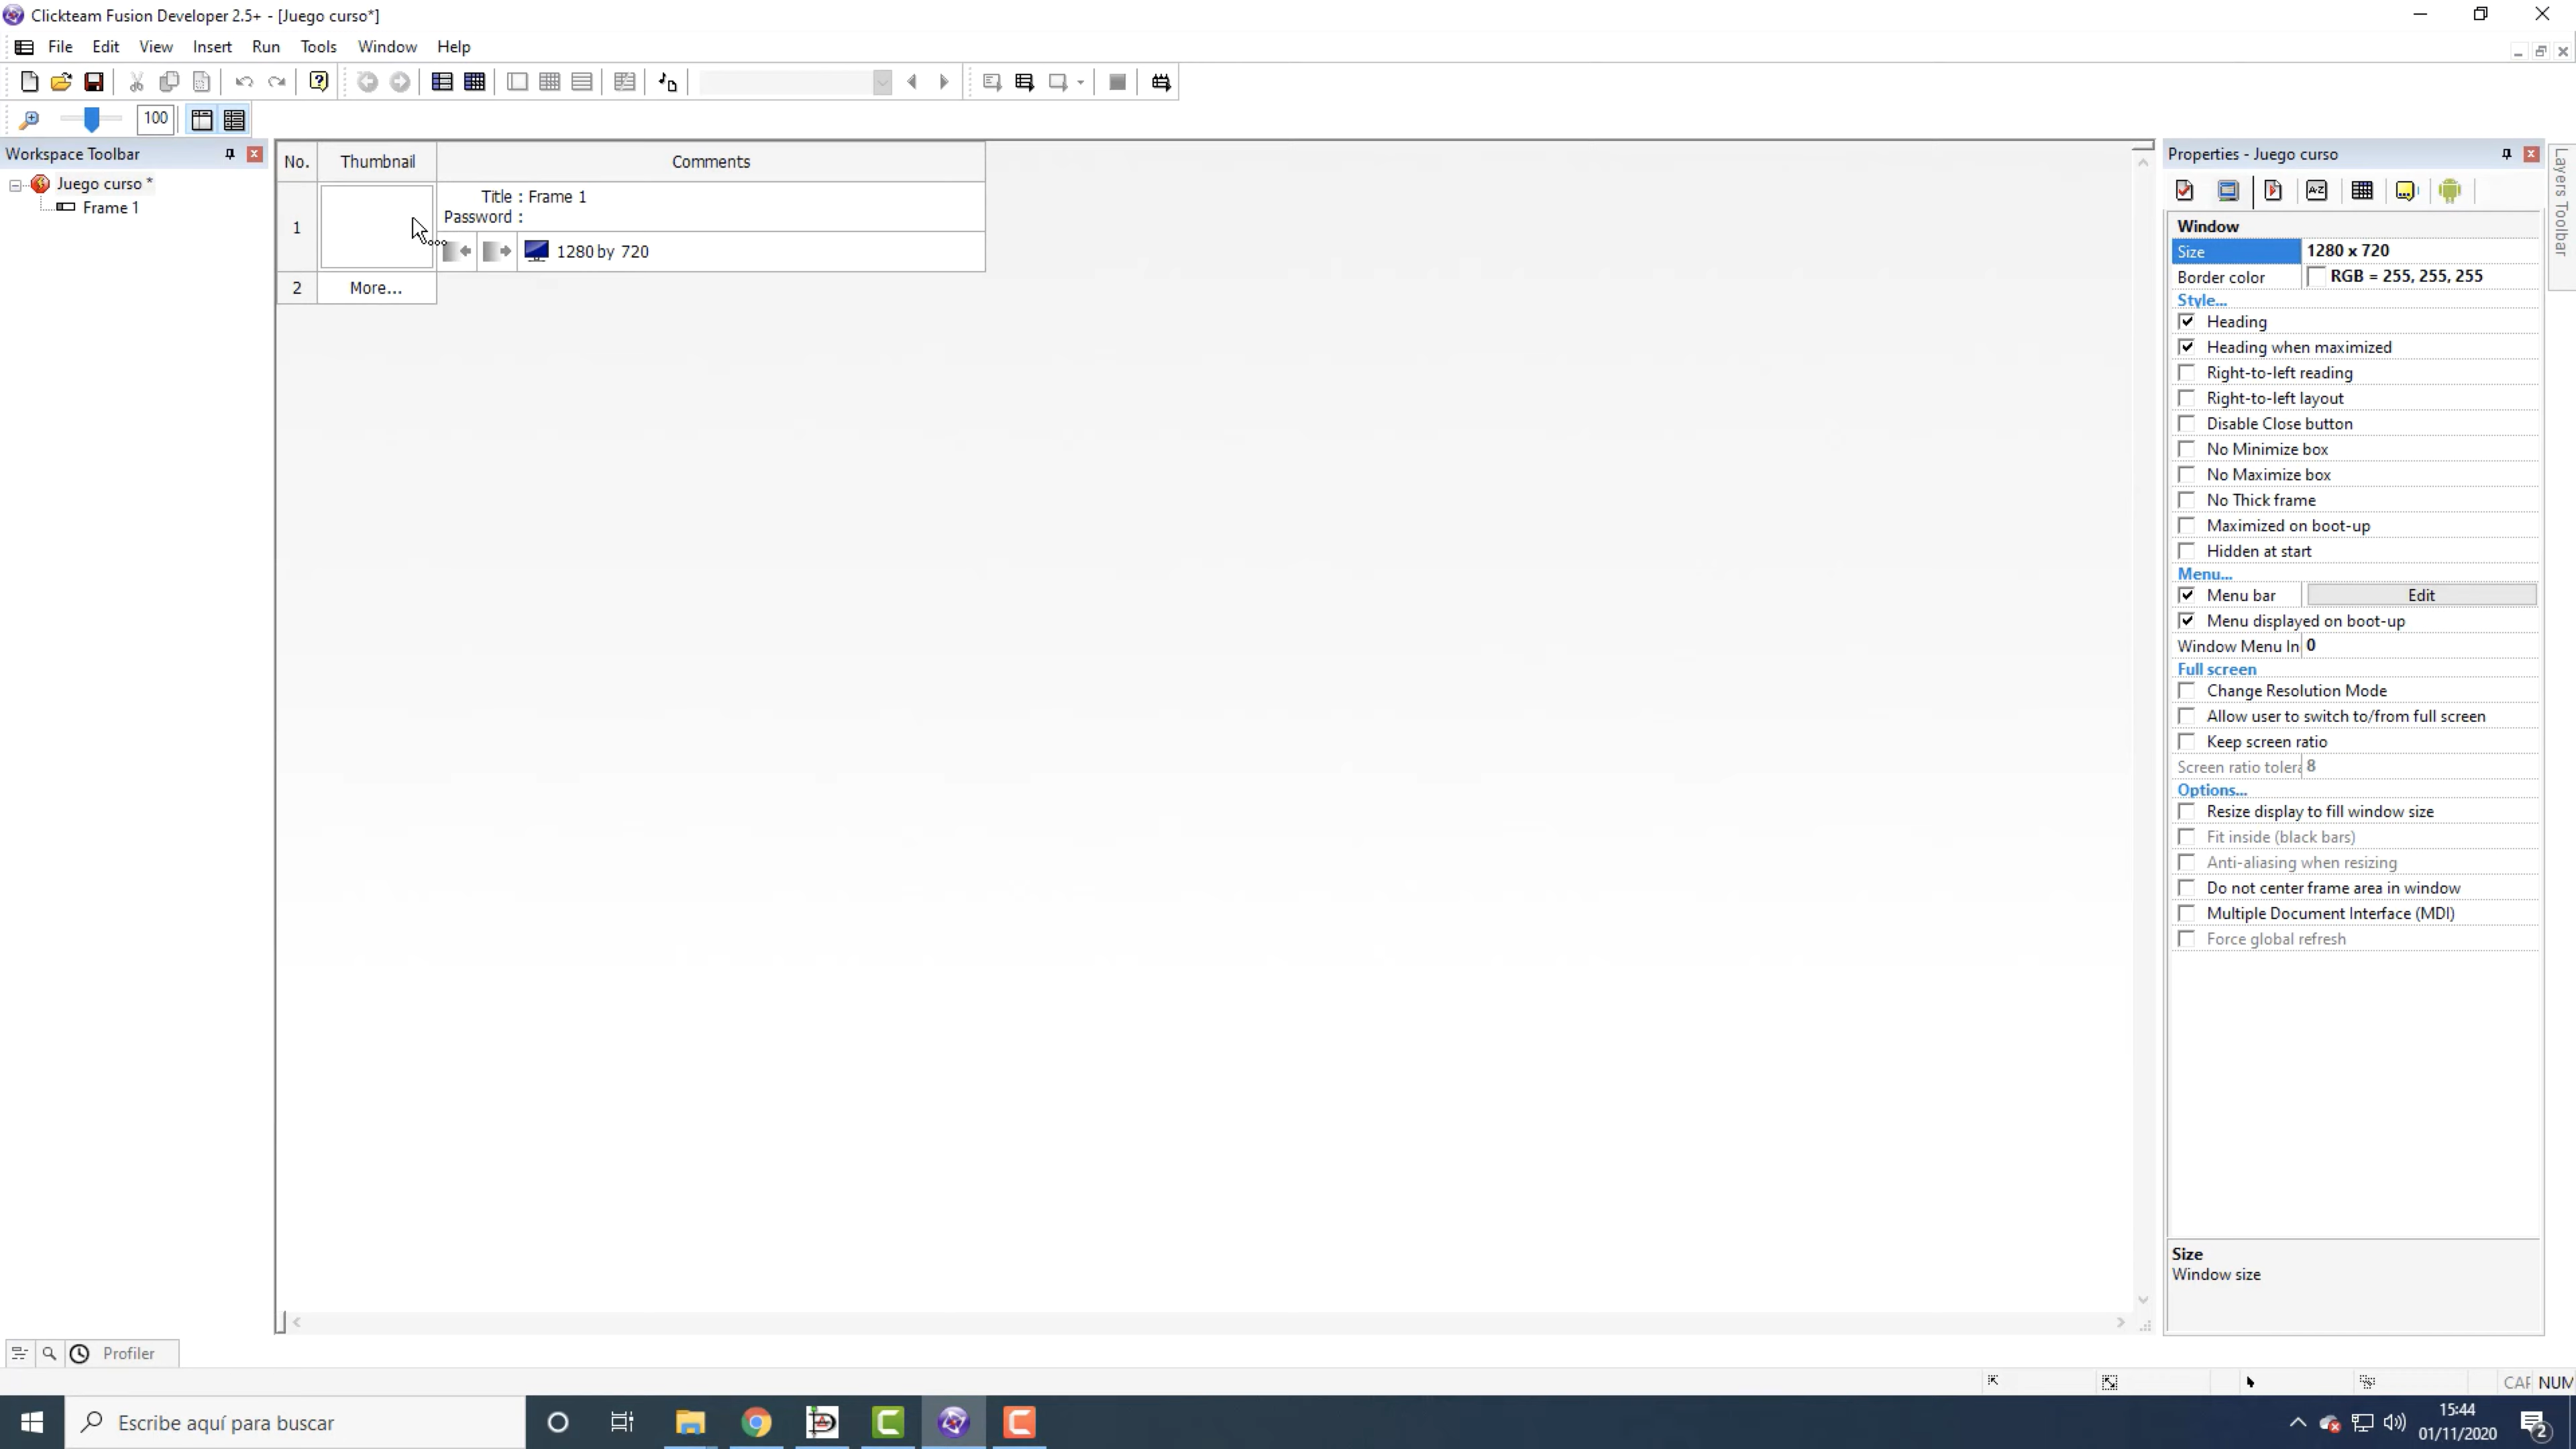 Clickteam Fusion Developer 2.5+ - [Juego curso*]
File Edit View Insert Run Tools Window Help
100
Workspace Toolbar
Juego curso *
Frame 1
No. Thumbnail Comments
1
Title : Frame 1
Password :
1280 by 720
2 More...
Properties - Juego curso
Layers Toolbar
Window
Size 1280 x 720
Border color RGB = 255, 255, 255
Style...
Heading
Heading when maximized
Right-to-left reading
Right-to-left layout
Disable Close button
No Minimize box
No Maximize box
No Thick frame
Maximized on boot-up
Hidden at start
Menu...
Menu bar Edit
Menu displayed on boot-up
Window Menu In 0
Full screen
Change Resolution Mode
Allow user to switch to/from full screen
Keep screen ratio
Screen ratio tolera 8
Options...
Resize display to fill window size
Fit inside (black bars)
Anti-aliasing when resizing
Do not center frame area in window
Multiple Document Interface (MDI)
Force global refresh
Size
Window size
Profiler
CAP NUM
Escribe aquí para buscar
15:44
01/11/2020
2